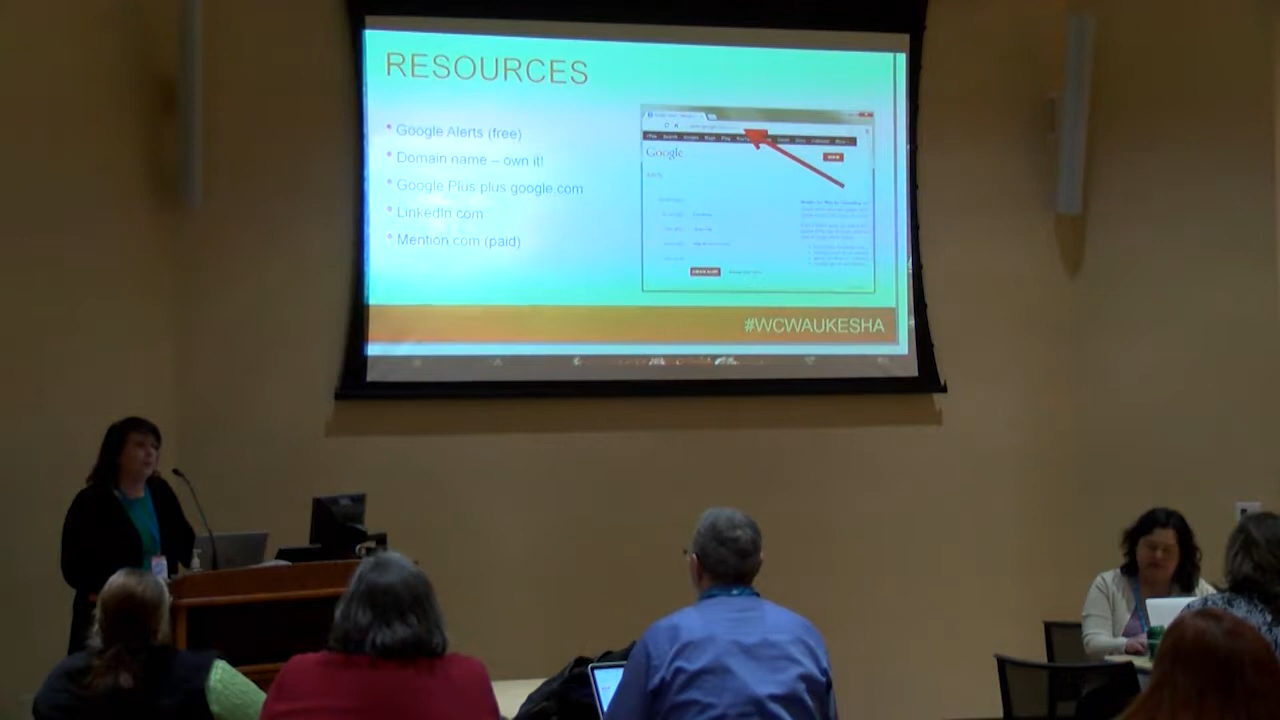 RESOURCES
Google Alerts (free)
Domain name – own it!
Google Plus plus google.com
LinkedIn com
Mention com (paid)
Google
#WCWAUKESHA